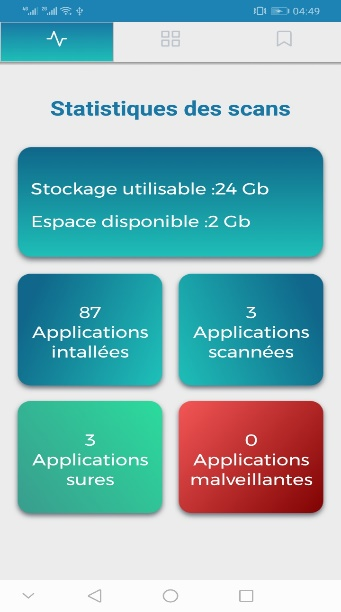 04:49
Statistiques des scans
Stockage utilisable :24 Gb
Espace disponible :2 Gb
87
Applications
intallées
3
Applications
scannées
3
Applications
sures
0
Applications
malveillantes